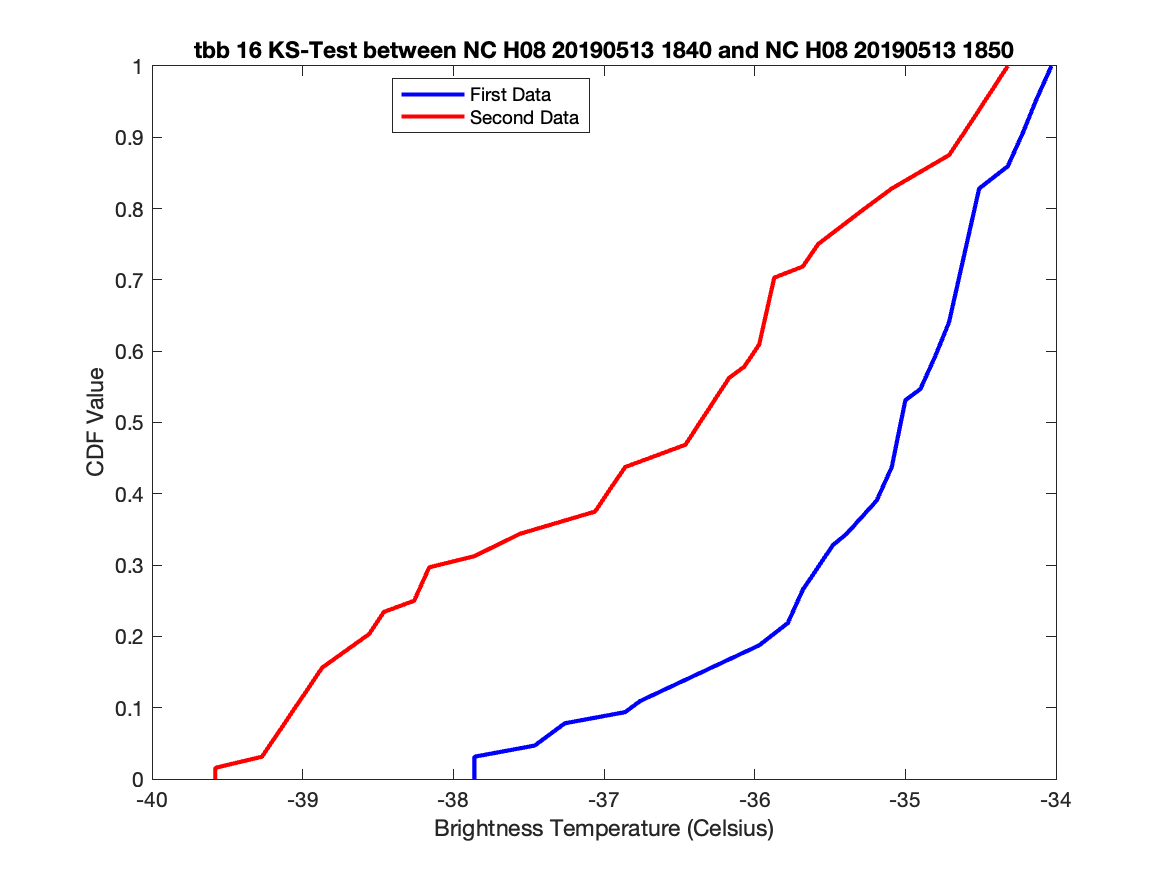 tbb 16 KS-Test between NC H08 20190513 1840 and NC H08 20190513 1850
First Data
Second Data
1
0.9
0.8
0.7
0.6
0.5
0.4
0.3
0.2
0.1
0
CDF Value
-40 -39 -38 -37 -36 -35 -34
Brightness Temperature (Celsius)